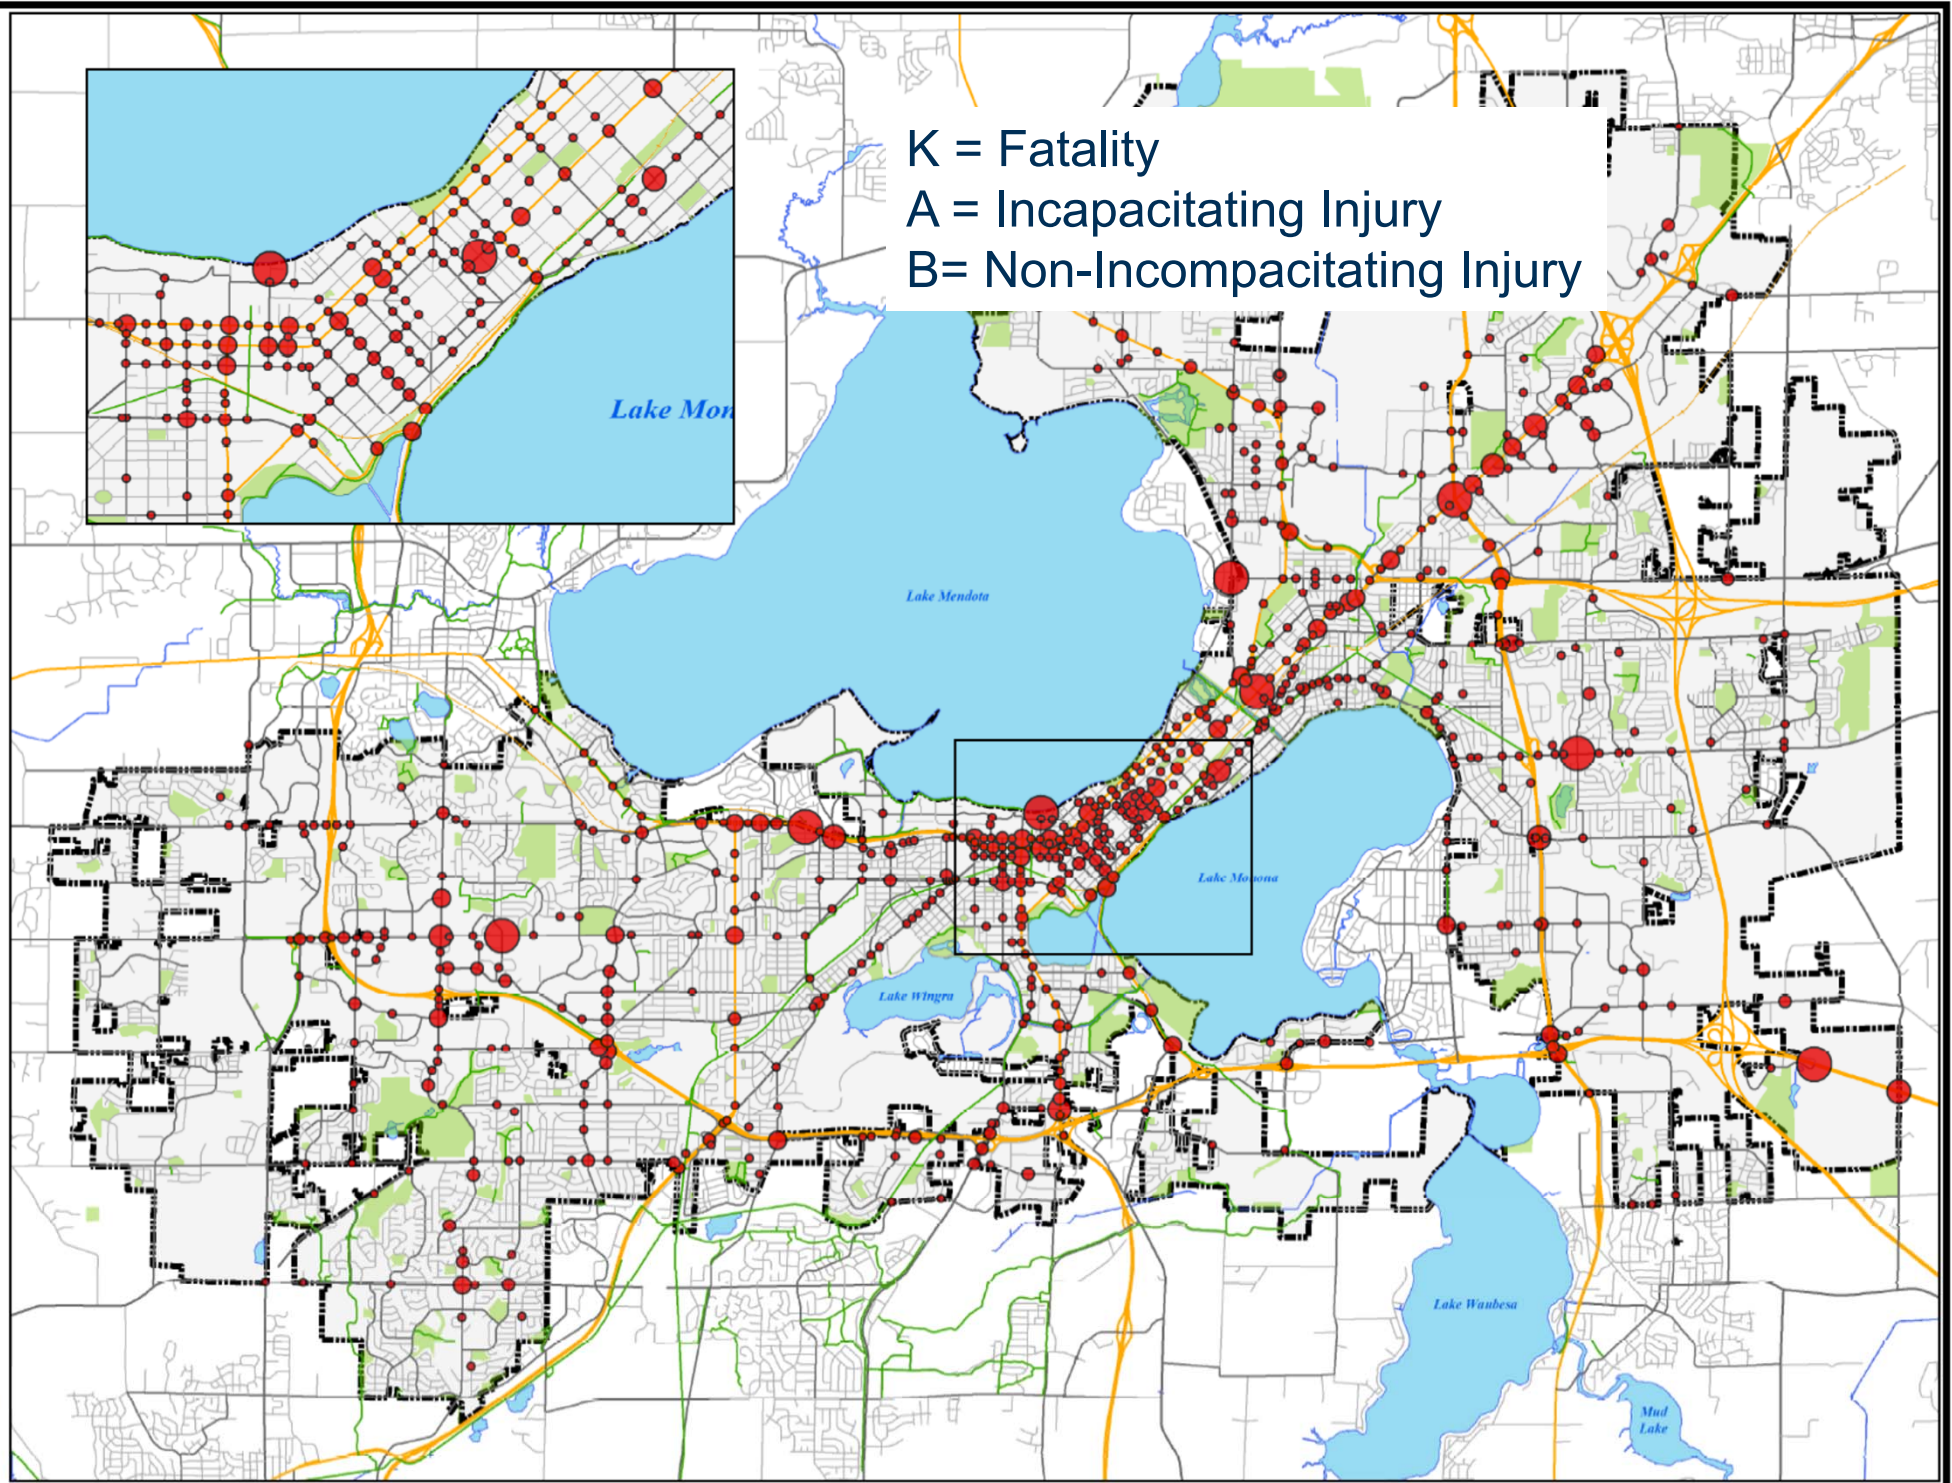 K = Fatality
A = Incapacitating Injury
B= Non-Incompacitating Injury
Lake Mon
Lake Mendota
Lake Monona
Lake Wingra
Lake Waubesa
Mud
Lake